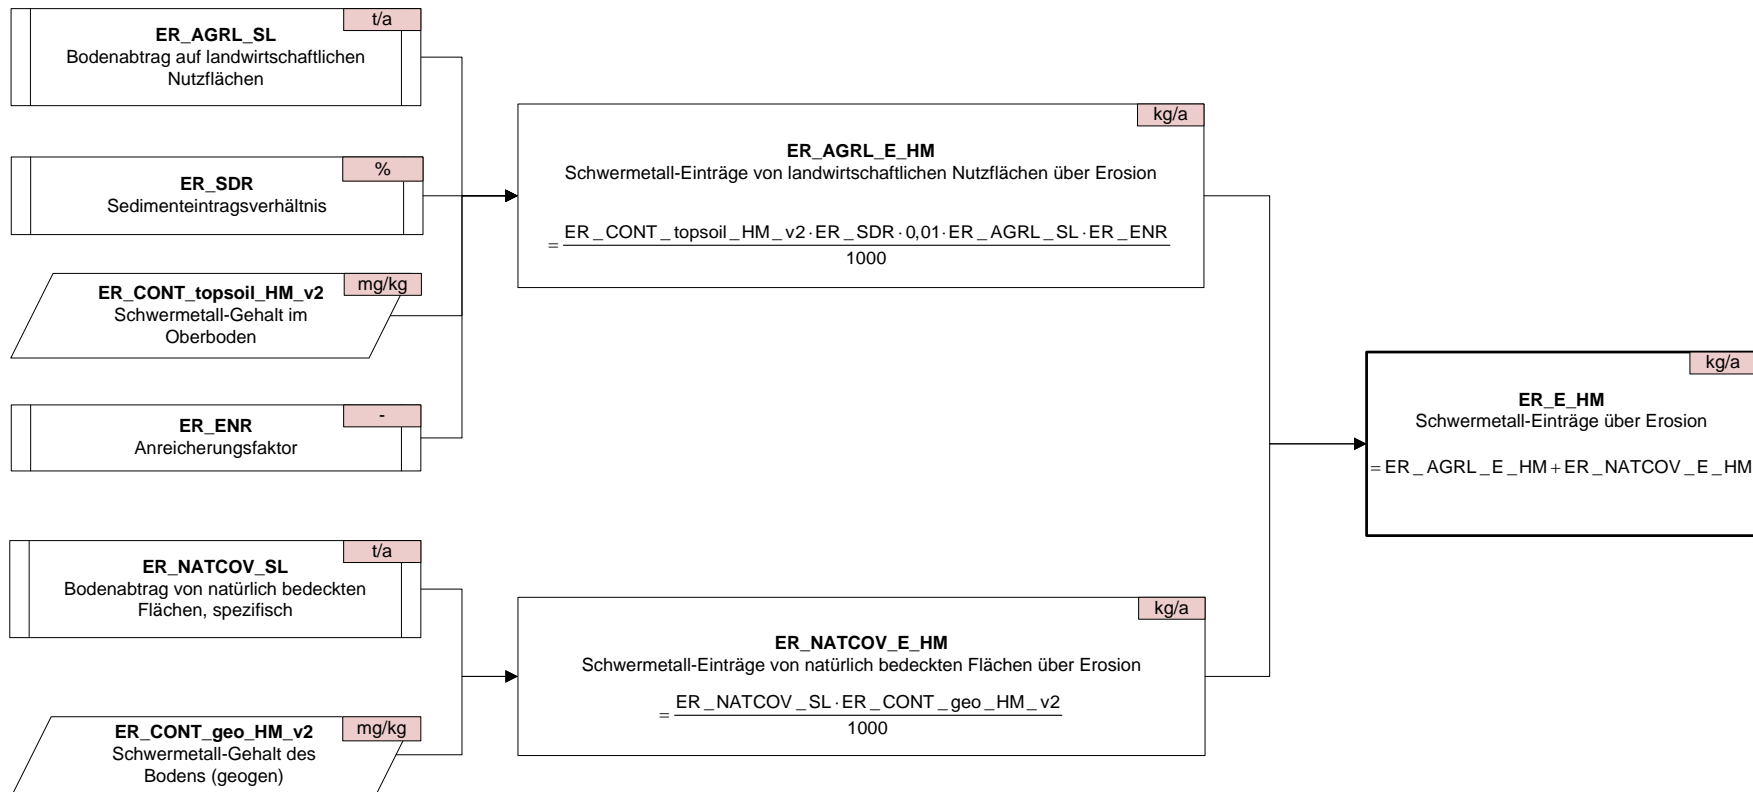 t/a
ER_AGRL_SL
Bodenabtrag auf landwirtschaftlichen
Nutzflächen
%
ER_SDR
Sedimenteintragsverhältnis
mg/kg
ER_CONT_topsoil_HM_v2
Schwermetall-Gehalt im
Oberboden
-
ER_ENR
Anreicherungsfaktor
t/a
ER_NATCOV_SL
Bodenabtrag von natürlich bedeckten
Flächen, spezifisch
mg/kg
ER_CONT_geo_HM_v2
Schwermetall-Gehalt des
Bodens (geogen)
kg/a
ER_AGRL_E_HM
Schwermetall-Einträge von landwirtschaftlichen Nutzflächen über Erosion
= ER_CONT_topsoil_HM_v2·ER_SDR·0,01·ER_AGRL_SL·ER_ENR
1000
kg/a
ER_NATCOV_E_HM
Schwermetall-Einträge von natürlich bedeckten Flächen über Erosion
= ER_NATCOV_SL·ER_CONT_geo_HM_v2
1000
kg/a
ER_E_HM
Schwermetall-Einträge über Erosion
= ER_AGRL_E_HM+ER_NATCOV_E_HM